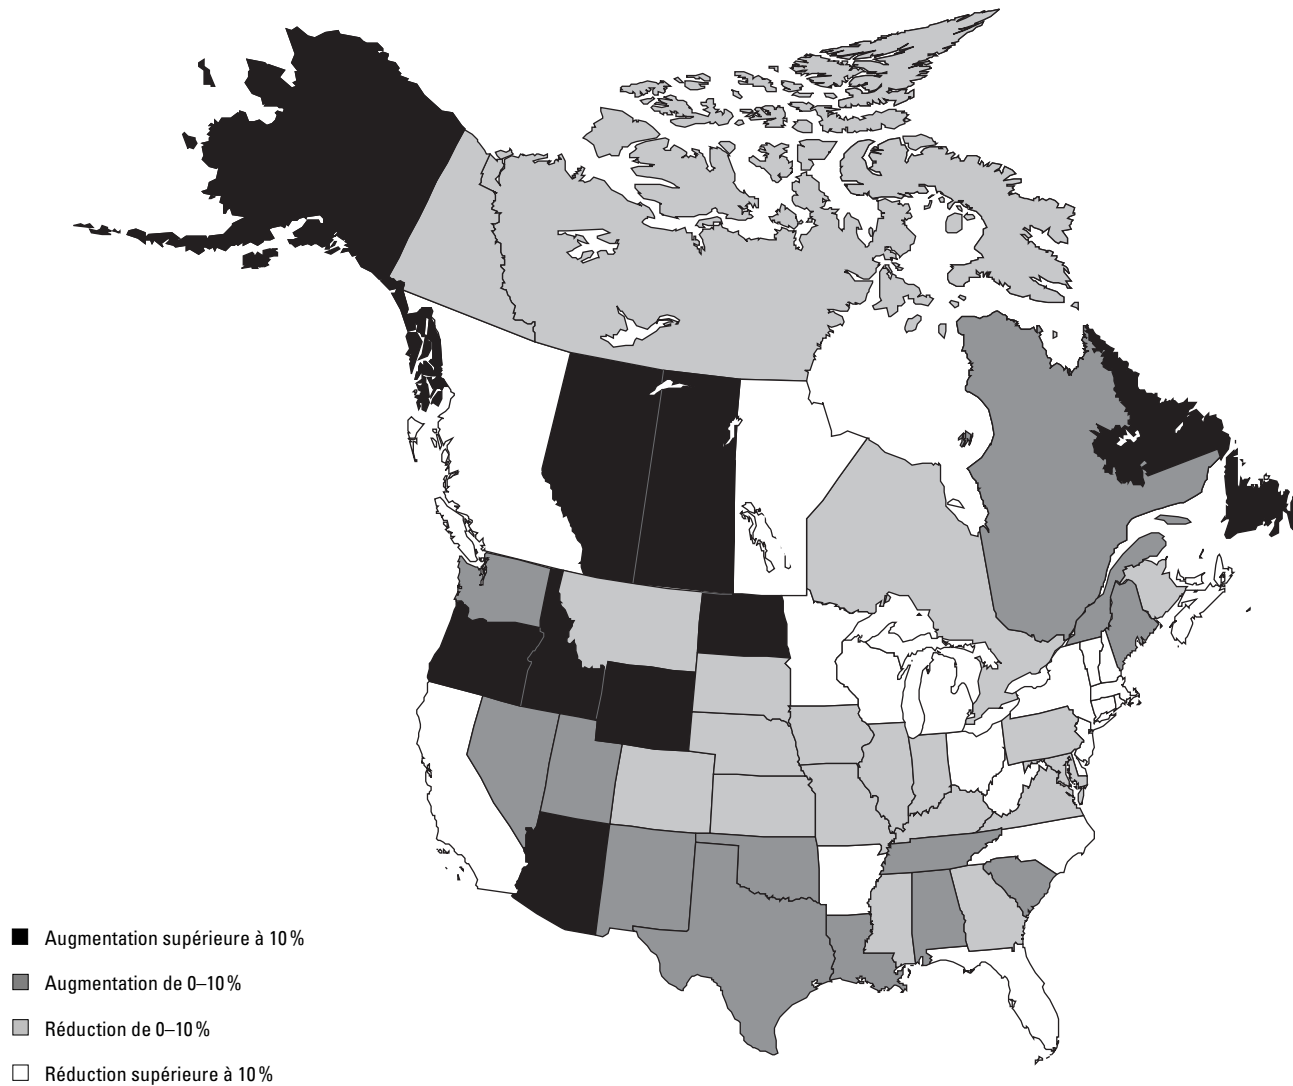 Augmentation supérieure à 10 %
Augmentation de 0–10 %
Réduction de 0–10 %
Réduction supérieure à 10 %